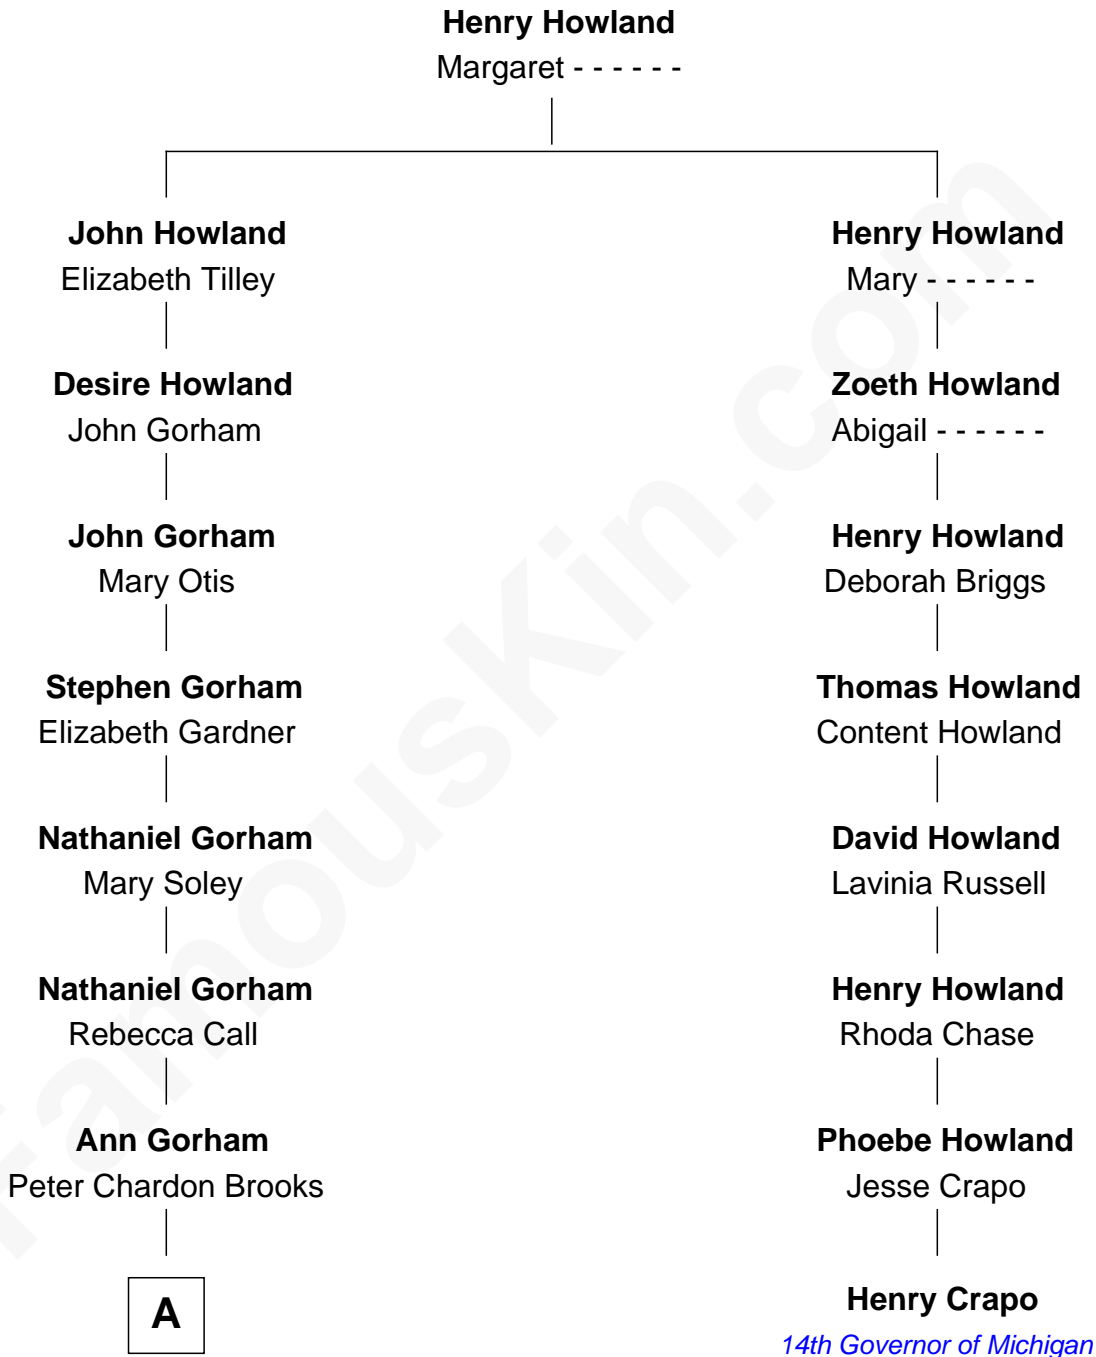 Henry Howland
Margaret - - - - - -
John Howland
Elizabeth Tilley
Henry Howland
Mary - - - - - -
Desire Howland
John Gorham
Zoeth Howland
Abigail - - - - - -
John Gorham
Mary Otis
Henry Howland
Deborah Briggs
Stephen Gorham
Elizabeth Gardner
Thomas Howland
Content Howland
Nathaniel Gorham
Mary Soley
David Howland
Lavinia Russell
Nathaniel Gorham
Rebecca Call
Henry Howland
Rhoda Chase
Ann Gorham
Peter Chardon Brooks
Phoebe Howland
Jesse Crapo
A
Henry Crapo
14th Governor of Michigan
FamousKin.com